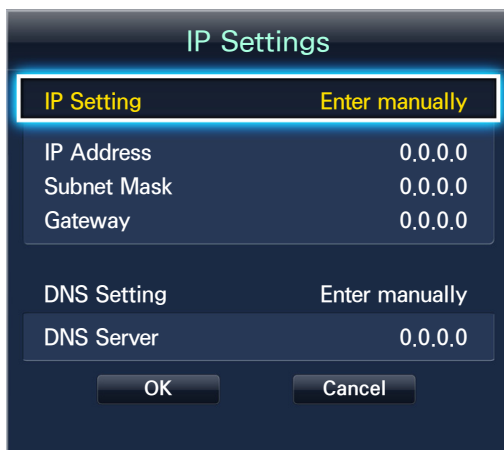 IP Settings
IP Setting Enter manually
IP Address 0.0.0.0
Subnet Mask 0.0.0.0
Gateway 0.0.0.0
DNS Setting Enter manually
DNS Server 0.0.0.0
OK Cancel